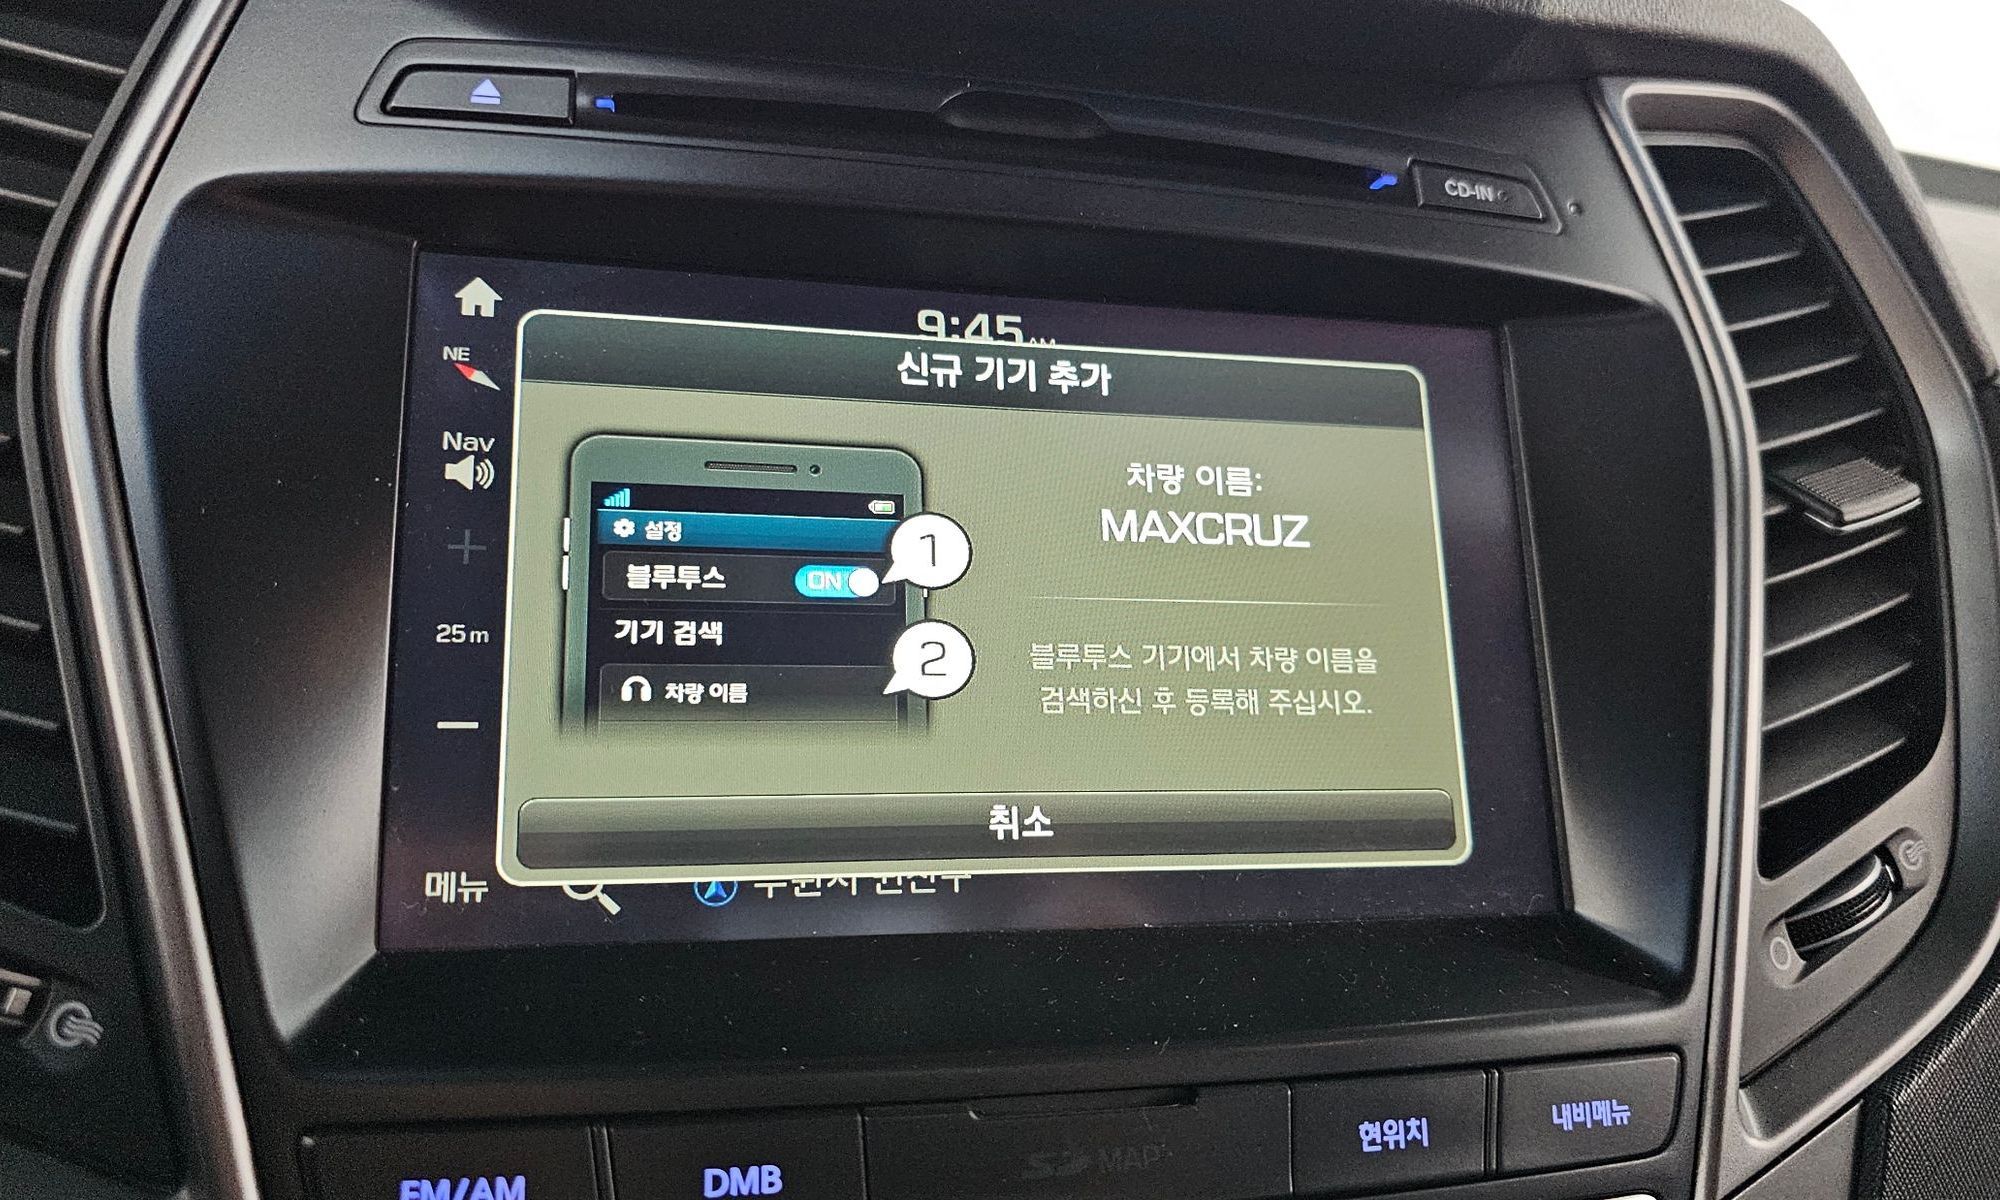 CD-IN
9:45 AM
NE
신규 기기 추가
Nav
차량 이름:
MAXCRUZ
설정
블루투스 ON
1
기기 검색
2
25m
차량 이름
블루투스 기기에서 차량 이름을
검색하신 후 등록해 주십시오.
취소
메뉴
현위치
내비메뉴
FM/AM
DMB
MAP